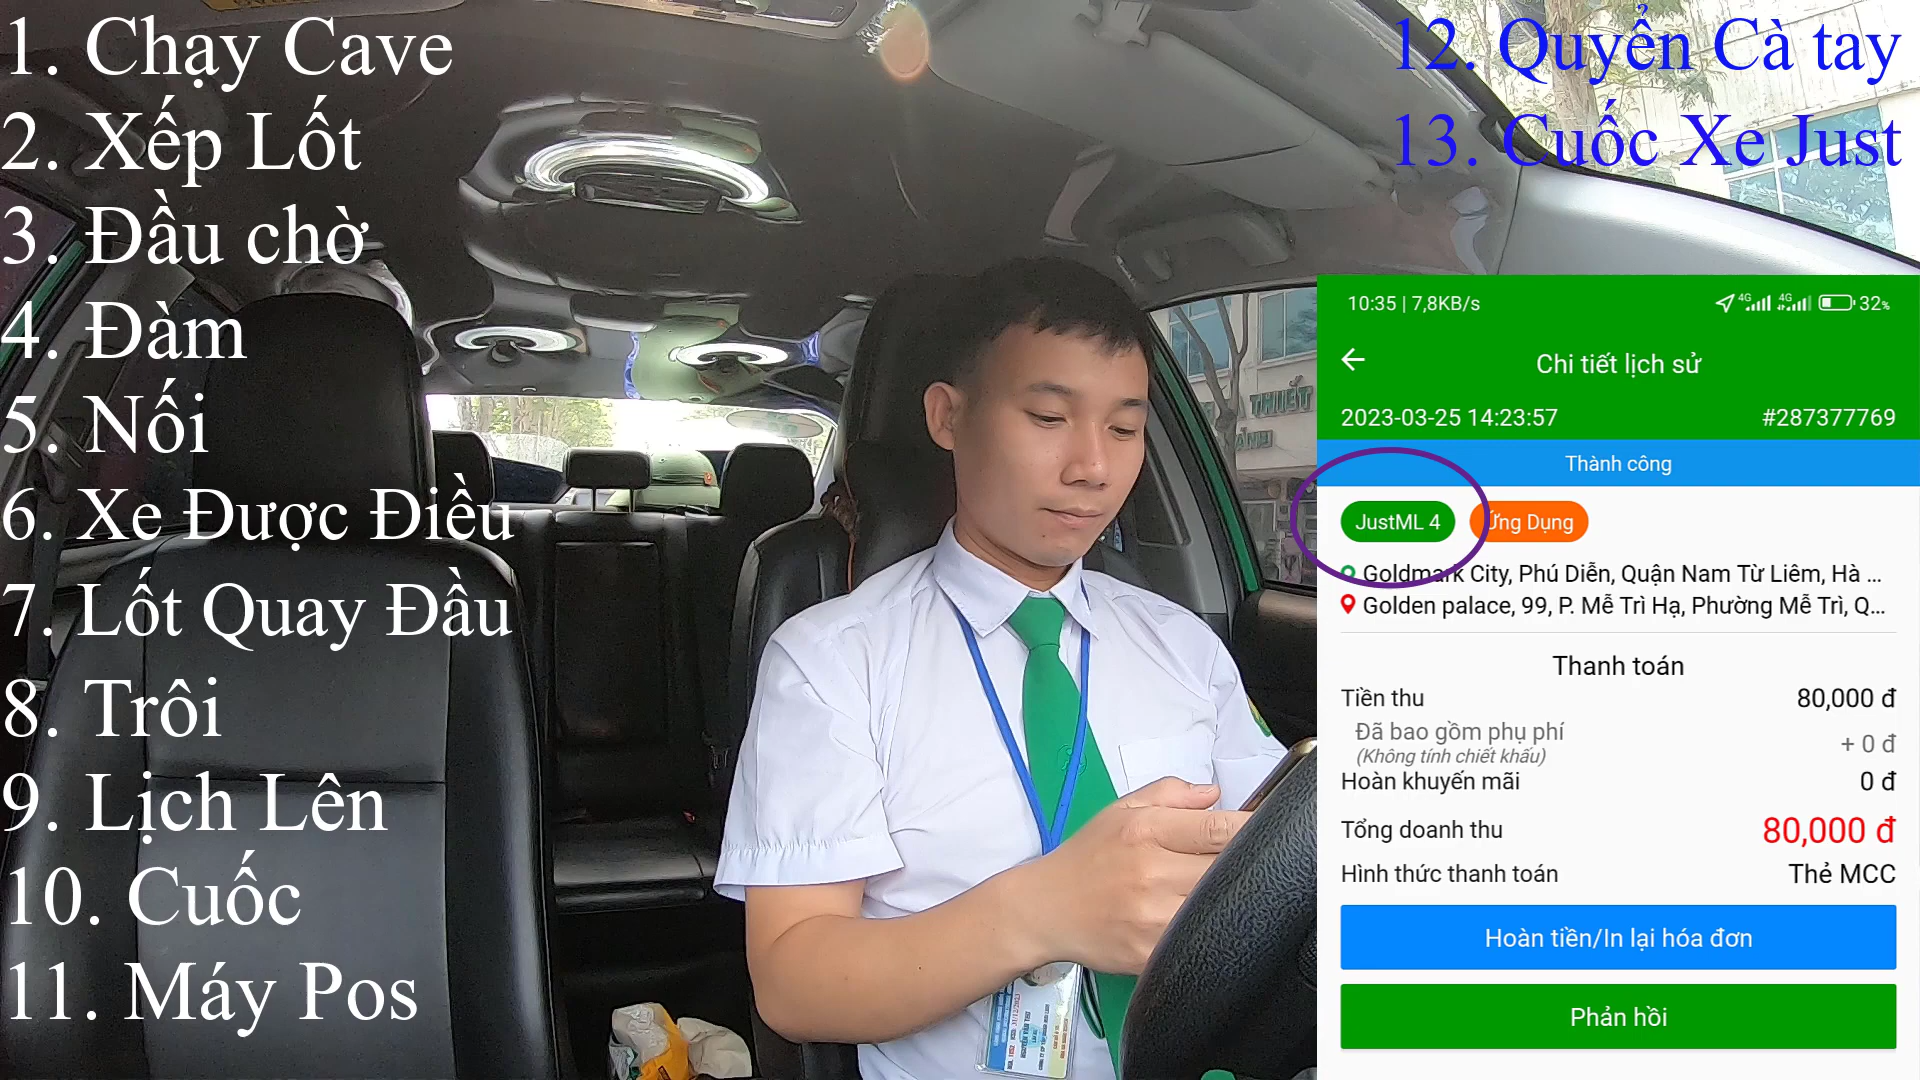 1. Chạy Cave
2. Xếp Lốt
3. Đầu chờ
4. Đàm
5. Nối
6. Xe Được Điều
7. Lốt Quay Đầu
8. Trôi
9. Lịch Lên
10. Cuốc
11. Máy Pos
12. Quyển Cà tay
13. Cuốc Xe Just
THIẾT
10:35 | 7,8KB/s
4G 4G 32%
Chi tiết lịch sử
2023-03-25 14:23:57 #287377769
Thành công
JustML 4 Ứng Dụng
Goldmark City, Phú Diễn, Quận Nam Từ Liêm, Hà ...
Golden palace, 99, P. Mễ Trì Hạ, Phường Mễ Trì, Q...
Thanh toán
Tiền thu 80,000 đ
Đã bao gồm phụ phí
(Không tính chiết khấu) + 0 đ
Hoàn khuyến mãi 0 đ
Tổng doanh thu 80,000 đ
Hình thức thanh toán Thẻ MCC
Hoàn tiền/In lại hóa đơn
Phản hồi